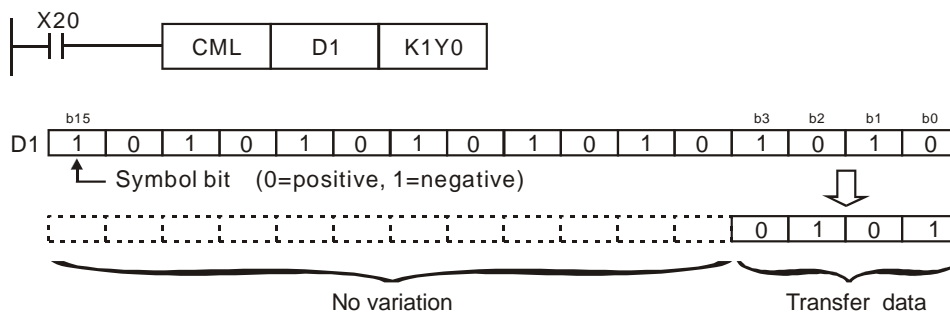 X20
CML D1 K1Y0
b15 b3 b2 b1 b0
D1 1 0 1 0 1 0 1 0 1 0 1 0 1 0 1 0
Symbol bit (0=positive, 1=negative)
0 1 0 1
No variation Transfer data